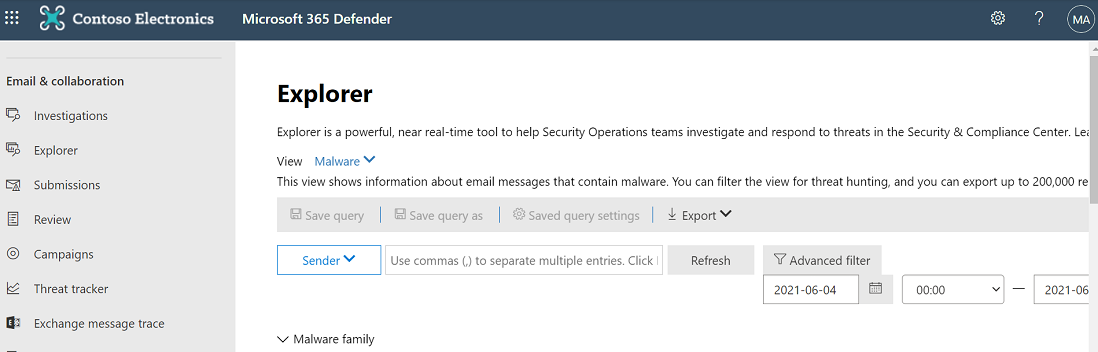 Contoso Electronics Microsoft 365 Defender ? MA
Email & collaboration
Investigations
Explorer
Submissions
Review
Campaigns
Threat tracker
Exchange message trace
Explorer
Explorer is a powerful, near real-time tool to help Security Operations teams investigate and respond to threats in the Security & Compliance Center. Lea
View Malware
This view shows information about email messages that contain malware. You can filter the view for threat hunting, and you can export up to 200,000 re
Save query Save query as Saved query settings Export
Sender Use commas (,) to separate multiple entries. Click Refresh Advanced filter
2021-06-04 00:00 — 2021-06
Malware family